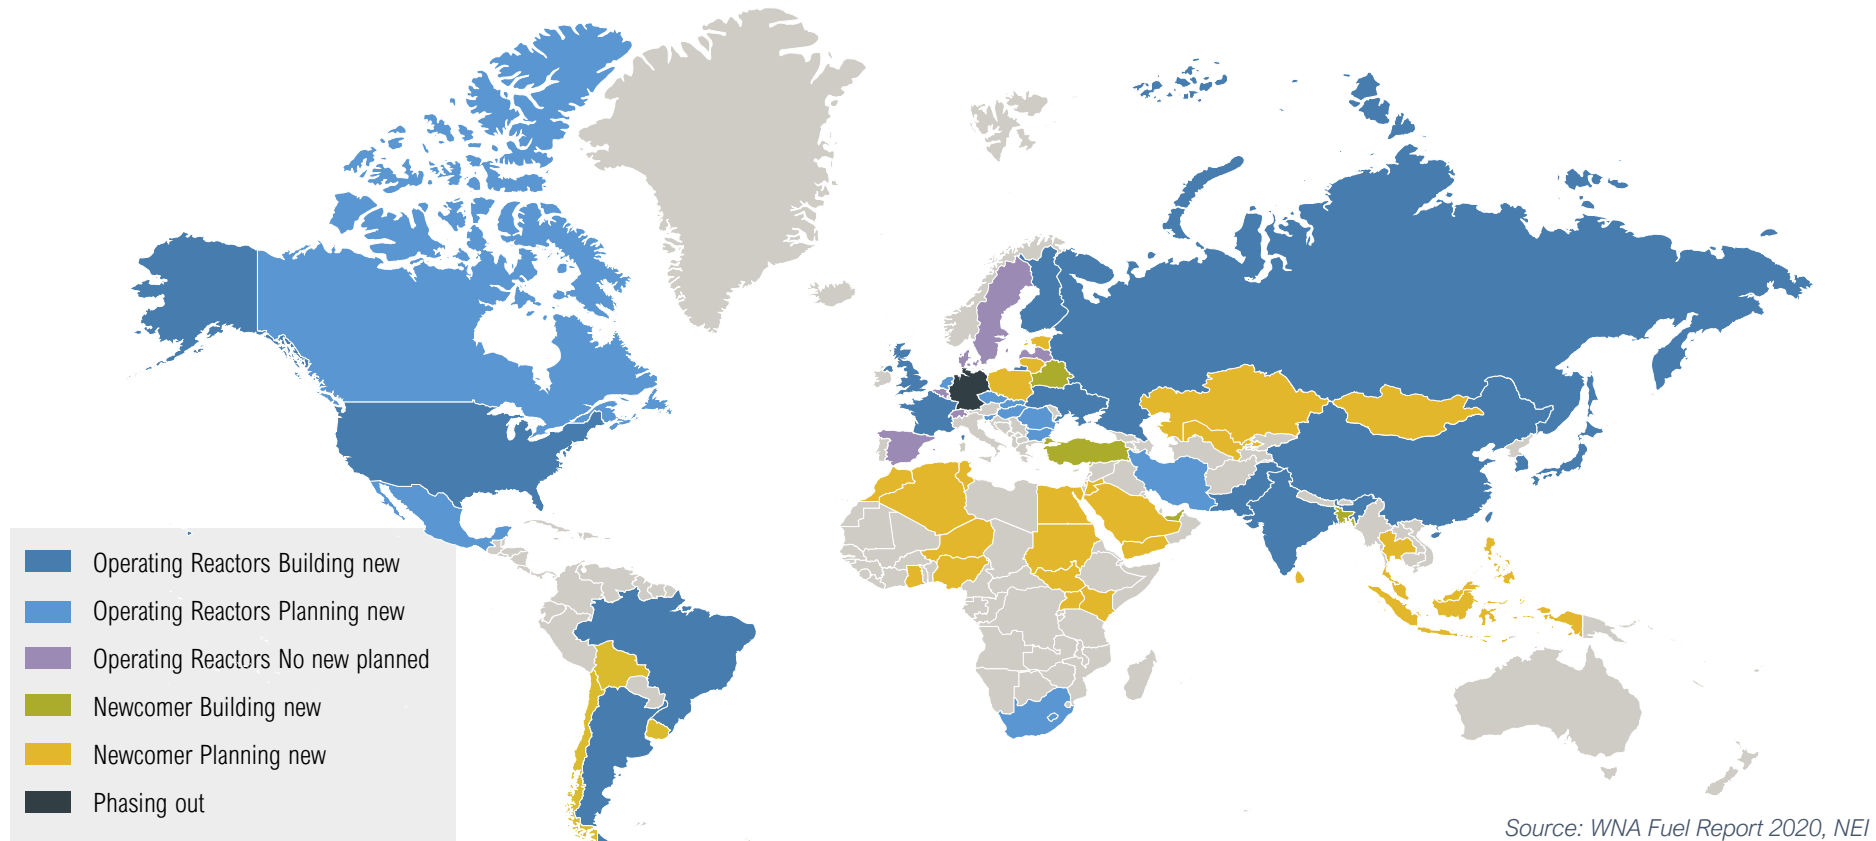 Operating Reactors Building new
Operating Reactors Planning new
Operating Reactors No new planned
Newcomer Building new
Newcomer Planning new
Phasing out
Source: WNA Fuel Report 2020, NEI